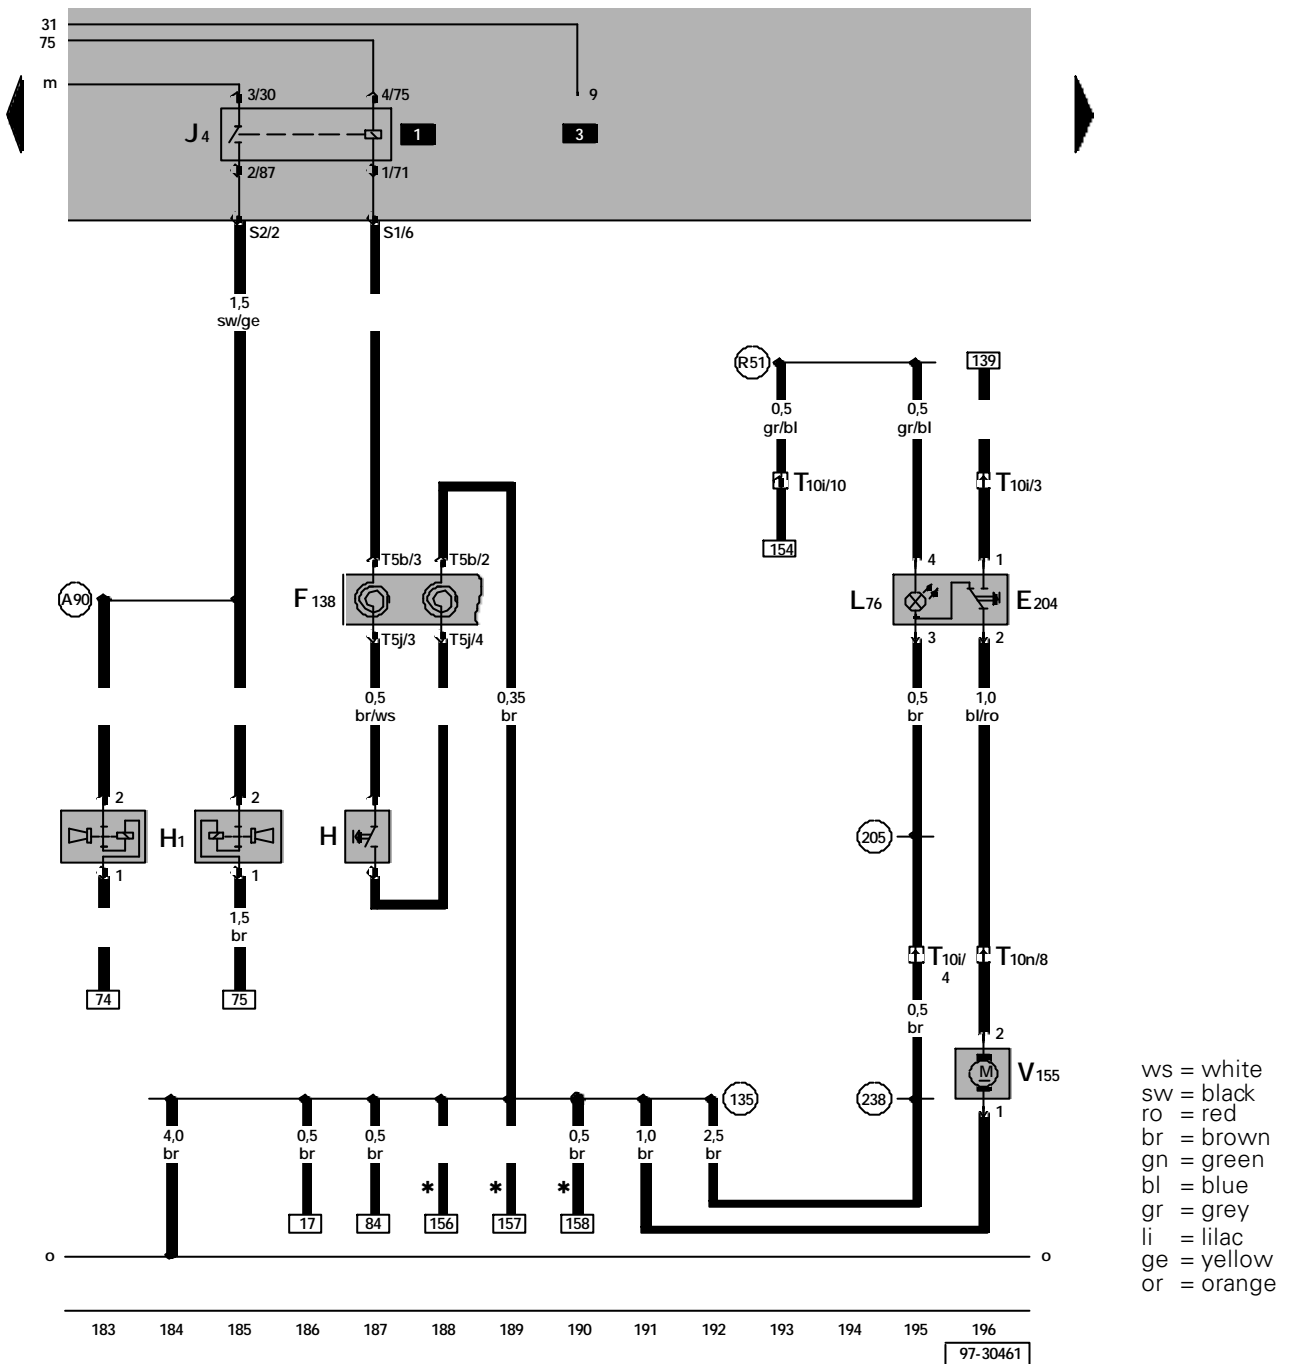 31
75
m
3/30
4/75
9
J4
1
3
2/87
1/71
S2/2
S1/6
1,5
sw/ge
R51
139
0,5
gr/bl
0,5
gr/bl
T10i/10
T10i/3
154
T5b/3
T5b/2
4
1
A90
F138
L76
E204
T5j/3
T5j/4
3
2
0,5
br/ws
0,35
br
0,5
br
1,0
bl/ro
2
2
H1
H
205
1
1
1,5
br
T10i/
4
T10n/8
74
75
0,5
br
2
M
V155
135
238
1
4,0
br
0,5
br
0,5
br
0,5
br
1,0
br
2,5
br
* * *
17
84
156
157
158
o
o
183 184 185 186 187 188 189 190 191 192 193 194 195 196
97-30461
ws = white
sw = black
ro = red
br = brown
gn = green
bl = blue
gr = grey
li = lilac
ge = yellow
or = orange